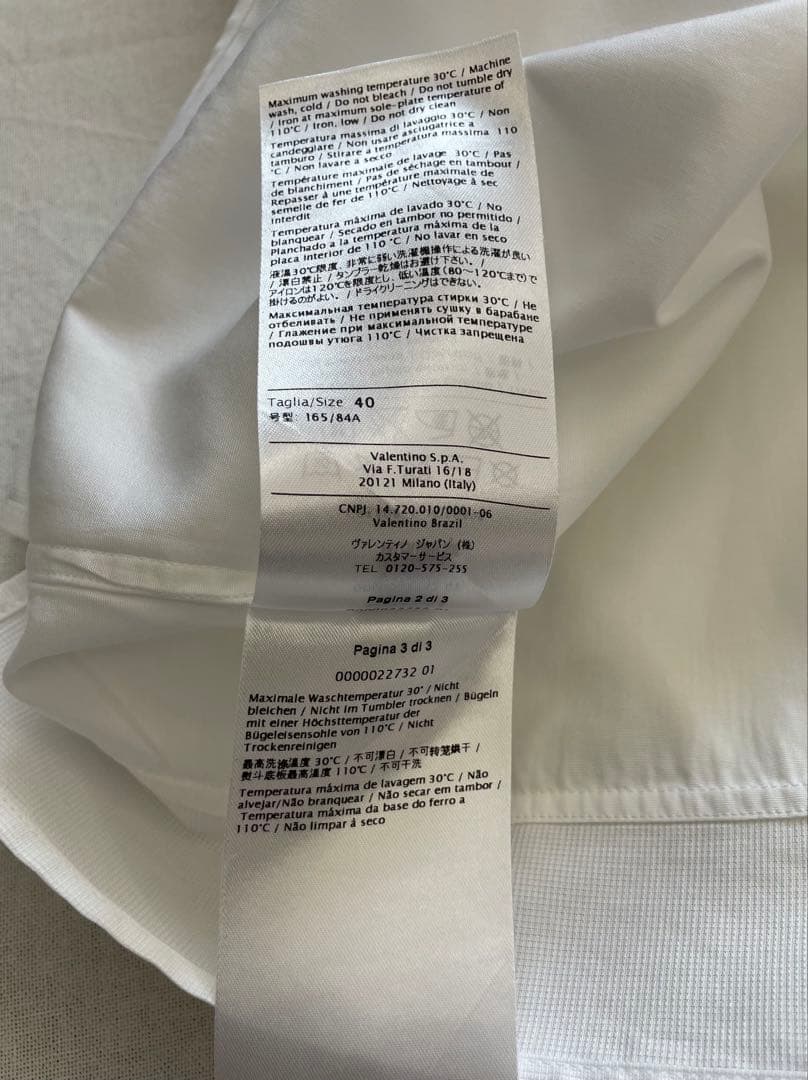 Maximum washing temperature 30°C / Machine
wash, cold / Do not bleach / Do not tumble dry
/ Iron at maximum sole-plate temperature of
110°C / Iron, low / Do not dry clean
Temperatura massima di lavaggio 30°C / Non
candeggiare / Non usare asciugatrice a
tamburo / Stirare a temperatura massima 110
°C / Non lavare a secco
Température maximale de lavage 30°C / Pas
de blanchiment / Pas de séchage en tambour /
Repasser à une température maximale de
semelle de fer de 110°C / Nettoyage à sec
interdit
Temperatura máxima de lavado 30°C / No
blanquear / Secado en tambor no permitido /
Planchado a la temperatura máxima de la
placa interior de 110 °C / No lavar en seco
液温30℃限度、非常に弱い洗濯機操作による洗濯が良い
/ 漂白禁止 / タンブラー乾燥はお避け下さい。 /
アイロンは120℃を限度とし、低い温度(80〜120℃まで)で
掛けるのがよい。 / ドライクリーニングはできない。
Максимальная температура стирки 30°C / Не
отбеливать / Не применять сушку в барабане
/ Глажение при максимальной температуре
подошвы утюга 110°C / Чистка запрещена
Taglia/Size 40
号型: 165/84A
Valentino S.p.A.
Via F.Turati 16/18
20121 Milano (Italy)
CNPJ: 14.720.010/0001-06
Valentino Brazil
ヴァレンティノ ジャパン (株)
カスタマーサービス
TEL 0120-575-255
Pagina 2 di 3
Pagina 3 di 3
0000022732 01
Maximale Waschtemperatur 30° / Nicht
bleichen / Nicht im Tumbler trocknen / Bügeln
mit einer Höchsttemperatur der
Bügeleisensohle von 110°C / Nicht
Trockenreinigen
最高洗涤温度 30℃ / 不可漂白 / 不可转笼烘干 /
熨斗底板最高温度 110℃ / 不可干洗
Temperatura máxima de lavagem 30°C / Não
alvejar/Não branquear / Não secar em tambor /
Temperatura máxima da base do ferro a
110°C / Não limpar à seco